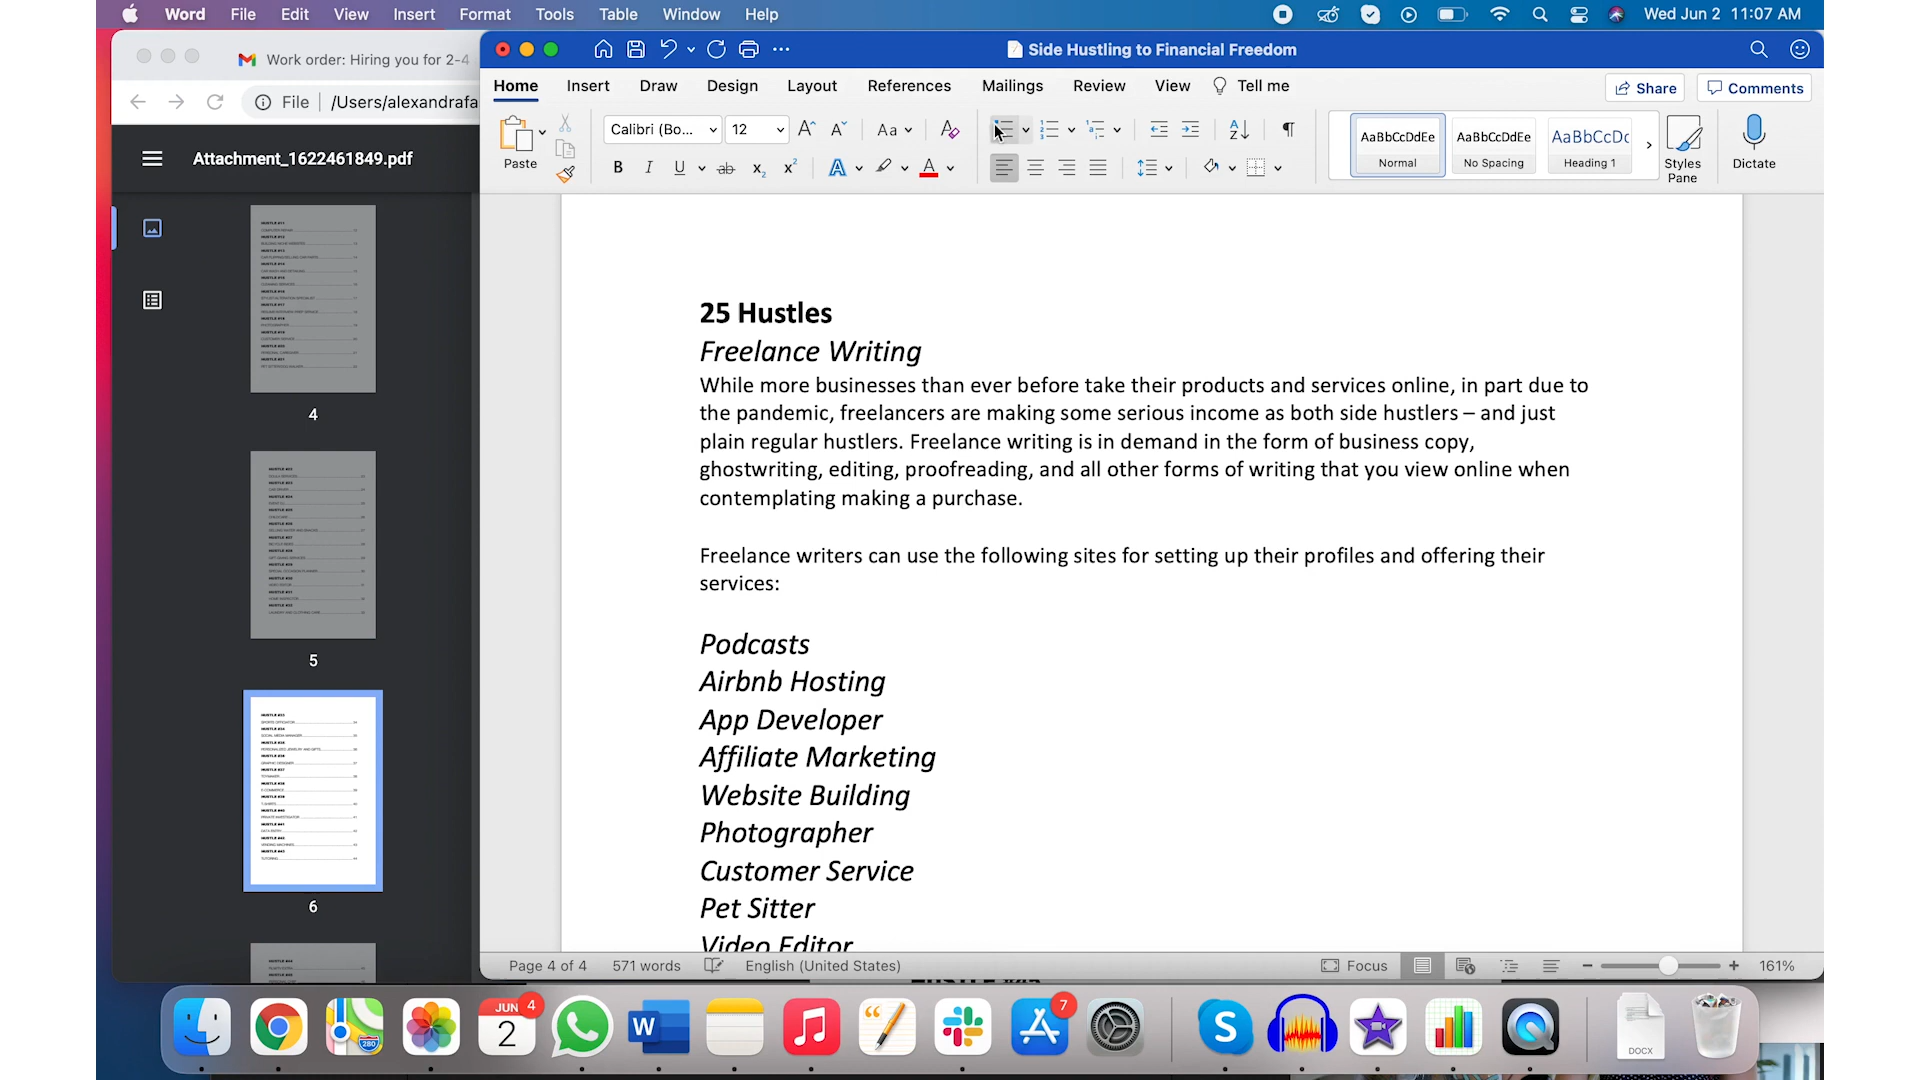 Word File Edit View Insert Format Tools Table Window Help Wed Jun 2 11:07 AM
Work order: Hiring you for 2-4
Side Hustling to Financial Freedom
File /Users/alexandrafa
Home Insert Draw Design Layout References Mailings Review View Tell me Share Comments
Attachment_1622461849.pdf
Paste
Calibri (Bo... 12
AaBbCcDdEe AaBbCcDdEe AaBbCcDc
Normal No Spacing Heading 1
Styles Pane
Dictate
4
5
6
25 Hustles
Freelance Writing
While more businesses than ever before take their products and services online, in part due to
the pandemic, freelancers are making some serious income as both side hustlers – and just
plain regular hustlers. Freelance writing is in demand in the form of business copy,
ghostwriting, editing, proofreading, and all other forms of writing that you view online when
contemplating making a purchase.
Freelance writers can use the following sites for setting up their profiles and offering their
services:
Podcasts
Airbnb Hosting
App Developer
Affiliate Marketing
Website Building
Photographer
Customer Service
Pet Sitter
Video Editor
Page 4 of 4 571 words English (United States) Focus 161%
JUN 4
2
7
280
DOCX